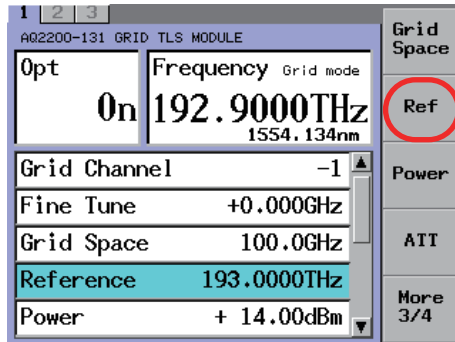 1 2 3
AQ2200-131 GRID TLS MODULE
Opt
On
Frequency Grid mode
192.9000THz
1554.134nm
Grid Channel -1
Fine Tune +0.000GHz
Grid Space 100.0GHz
Reference 193.0000THz
Power + 14.00dBm
Grid
Space
Ref
Power
ATT
More
3/4